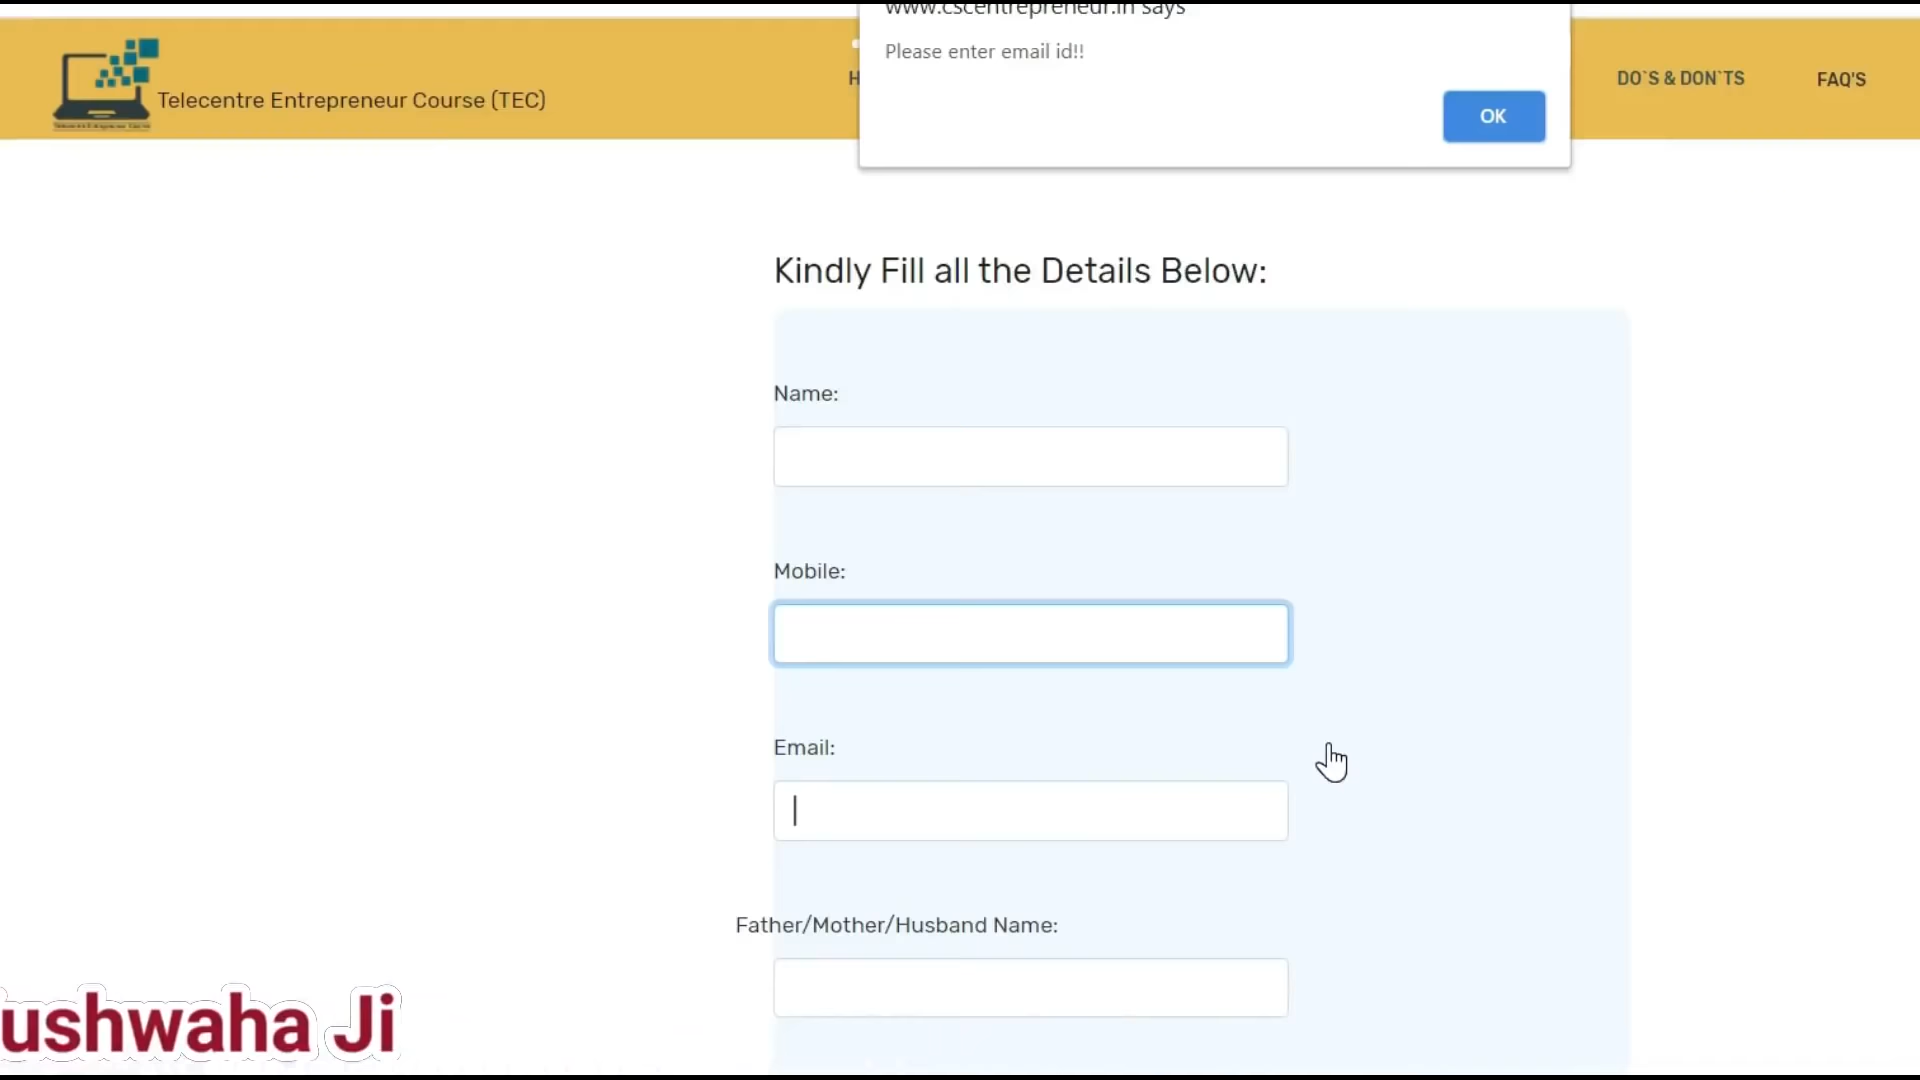 www.cscentrepreneur.in says
Please enter email id!!
OK
Telecentre Entrepreneur Course (TEC)
H
DO`S & DON`TS
FAQ'S
Kindly Fill all the Details Below:
Name:
Mobile:
Email:
Father/Mother/Husband Name:
ushwaha Ji